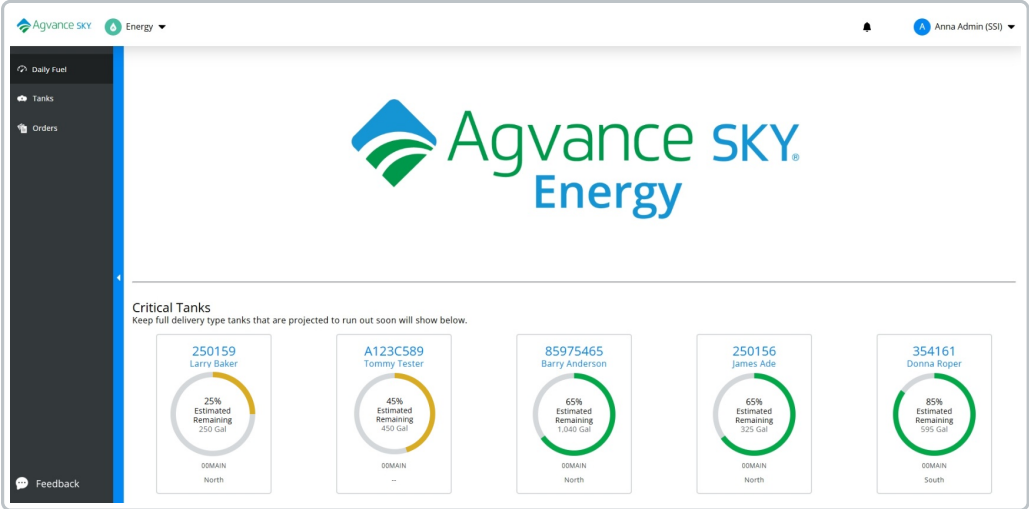 Agvance SKY
Energy
A
Anna Admin (SSI)
Daily Fuel
Tanks
Orders
Feedback
Agvance SKY®
Energy
Critical Tanks
Keep full delivery type tanks that are projected to run out soon will show below.
250159
Larry Baker
25%
Estimated
Remaining
250 Gal
00MAIN
North
A123C589
Tommy Tester
45%
Estimated
Remaining
450 Gal
00MAIN
--
85975465
Barry Anderson
65%
Estimated
Remaining
1,040 Gal
00MAIN
North
250156
James Ade
65%
Estimated
Remaining
325 Gal
00MAIN
North
354161
Donna Roper
85%
Estimated
Remaining
595 Gal
00MAIN
South